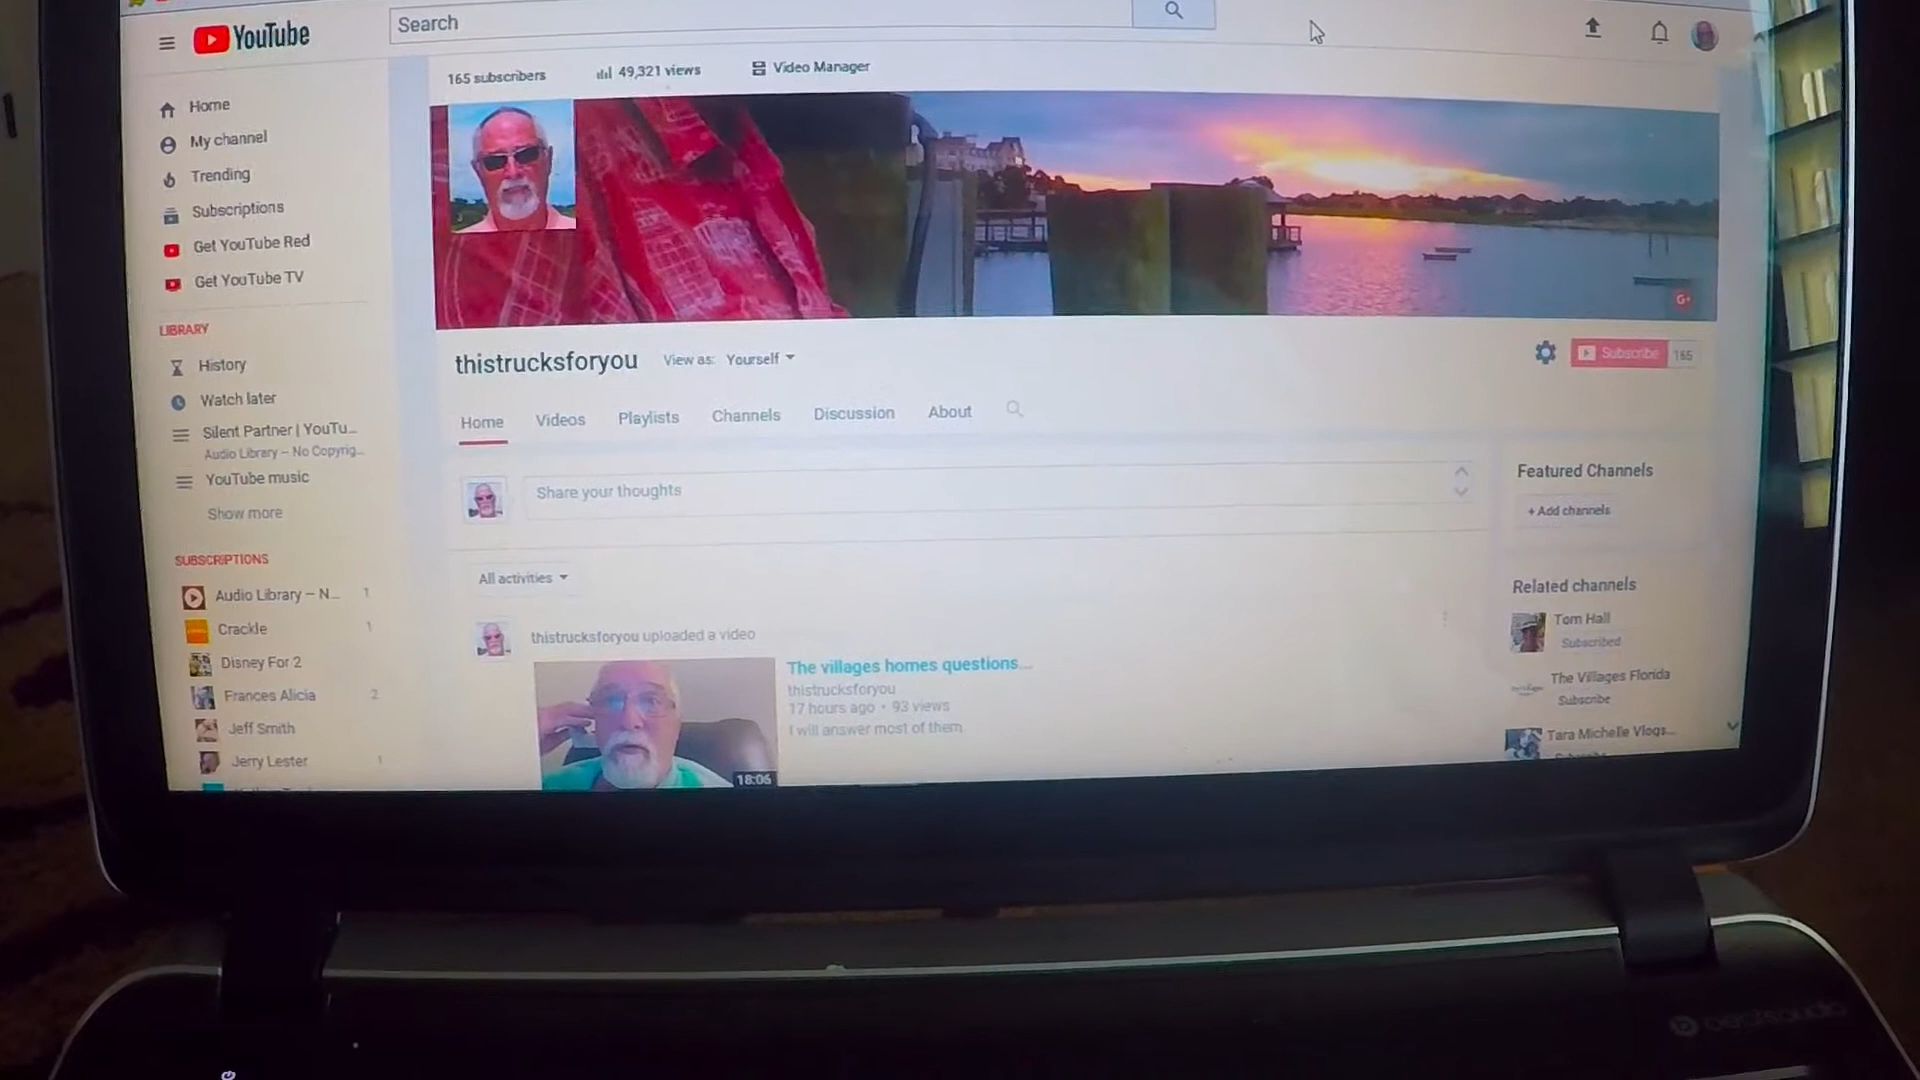 YouTube
Search
165 subscribers
49,321 views
Video Manager
Home
My channel
Trending
Subscriptions
Get YouTube Red
Get YouTube TV
LIBRARY
History
Watch later
Silent Partner | YouTu...
Audio Library – No Copyrig...
YouTube music
Show more
SUBSCRIPTIONS
Audio Library – N... 1
Crackle 1
Disney For 2
Frances Alicia 2
Jeff Smith
Jerry Lester 1
G+
thistrucksforyou
View as: Yourself
Subscribe 165
Home Videos Playlists Channels Discussion About
Share your thoughts
All activities
thistrucksforyou uploaded a video
18:06
The villages homes questions...
thistrucksforyou
17 hours ago • 93 views
I will answer most of them
Featured Channels
+ Add channels
Related channels
Tom Hall
Subscribed
The Villages Florida
Subscribe
Tara Michelle Vlogs...
beatsaudio